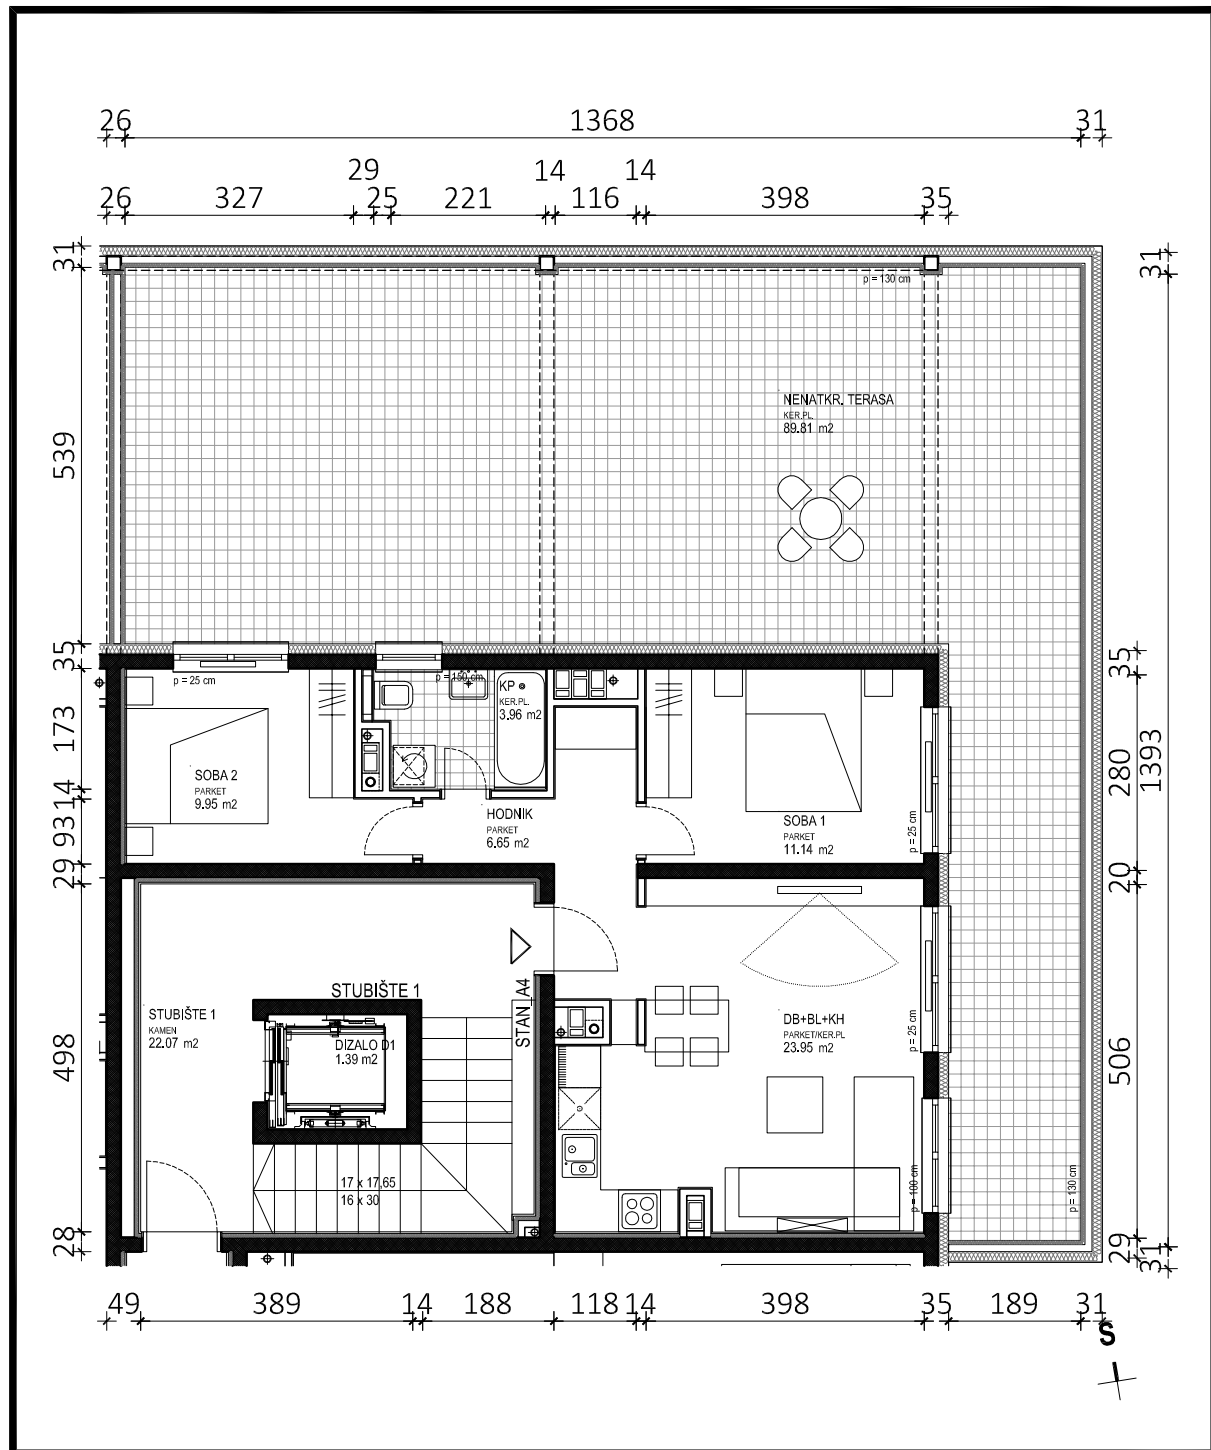 26 1368 31
29 14 14
26 327 25 221 116 398 35
31
31
p = 130 cm
NENATKR. TERASA
KER.PL.
89.81 m2
539
35
35
p = 25 cm
p = 150 cm
KP
KER.PL.
3.96 m2
173
280
1393
SOBA 2
PARKET
9.95 m2
14
HODNIK
PARKET
6.65 m2
SOBA 1
PARKET
11.14 m2
p = 25 cm
93
29
20
STUBIŠTE 1
STAN A4
STUBIŠTE 1
KAMEN
22.07 m2
DIZALO D1
1.39 m2
DB+BL+KH
PARKET/KER.PL
23.95 m2
p = 25 cm
498
506
17 x 17,65
16 x 30
p = 100 cm
p = 130 cm
28
29
31
49 389 14 188 118 14 398 35 189 31
S